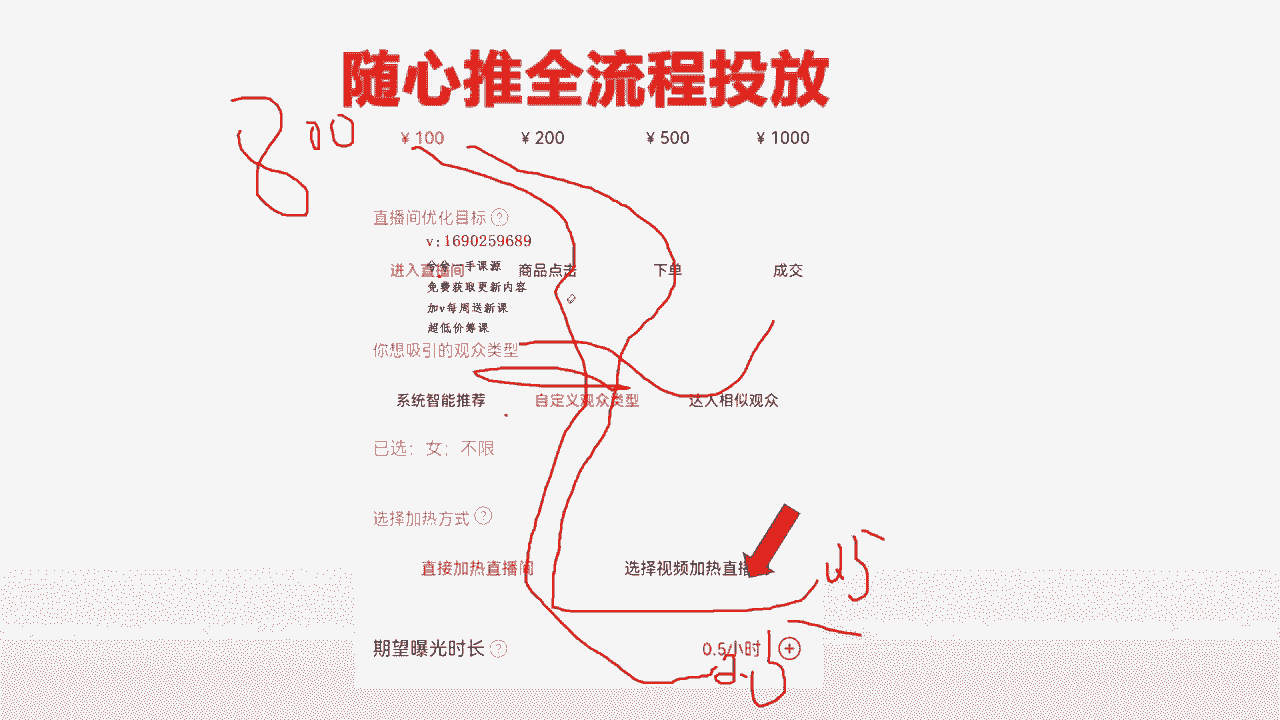 随心推全流程投放
800
¥ 100 ¥ 200 ¥ 500 ¥ 1000
直播间优化目标 ?
v:1690259689
一手课源
进入直播间 商品点击 下单 成交
免费获取更新内容
加v每周送新课
超低价筹课
你想吸引的观众类型
系统智能推荐 自定义观众类型 达人相似观众
已选：女；不限
选择加热方式 ?
直接加热直播间 选择视频加热直播
期望曝光时长 ? 0.5小时 +